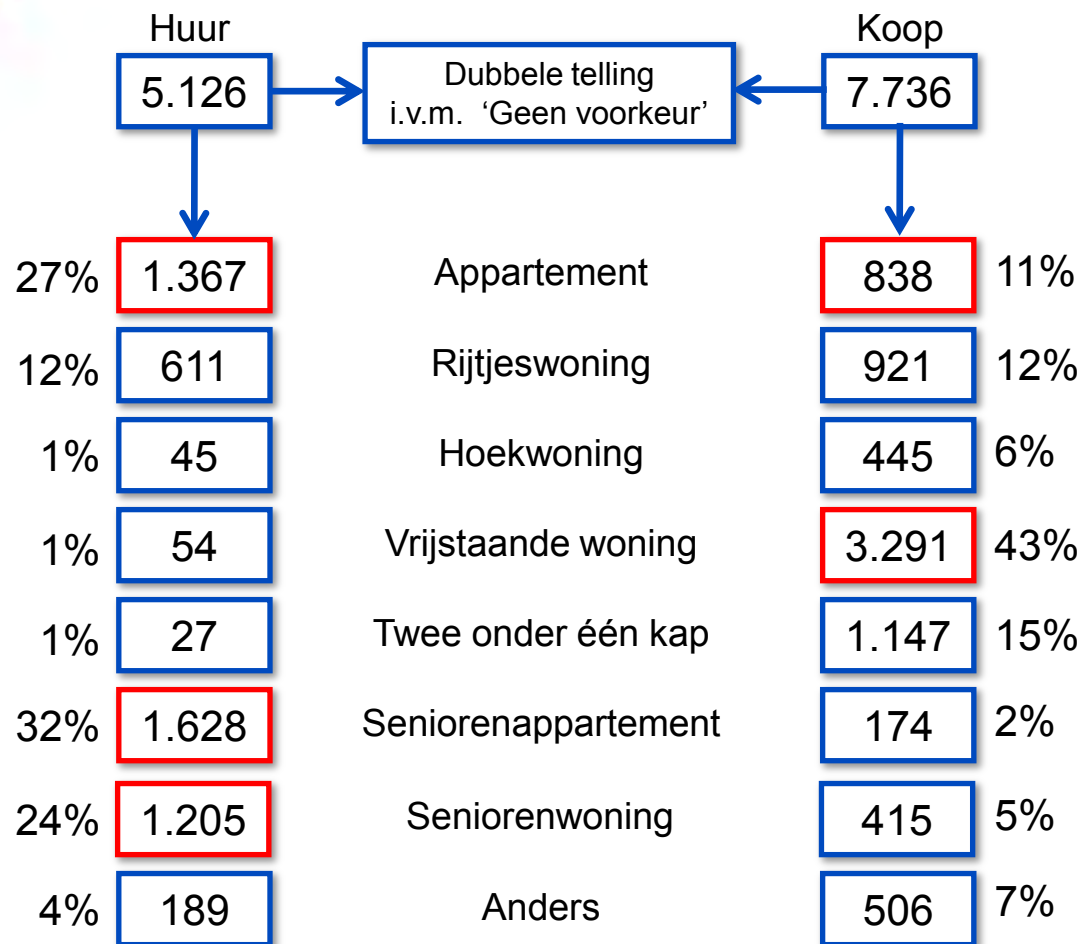 Huur Koop
5.126 Dubbele telling 7.736
i.v.m. ‘Geen voorkeur’
27% 1.367 Appartement 838 11%
12% 611 Rijtjeswoning 921 12%
1% 45 Hoekwoning 445 6%
1% 54 Vrijstaande woning 3.291 43%
1% 27 Twee onder één kap 1.147 15%
32% 1.628 Seniorenappartement 174 2%
24% 1.205 Seniorenwoning 415 5%
4% 189 Anders 506 7%